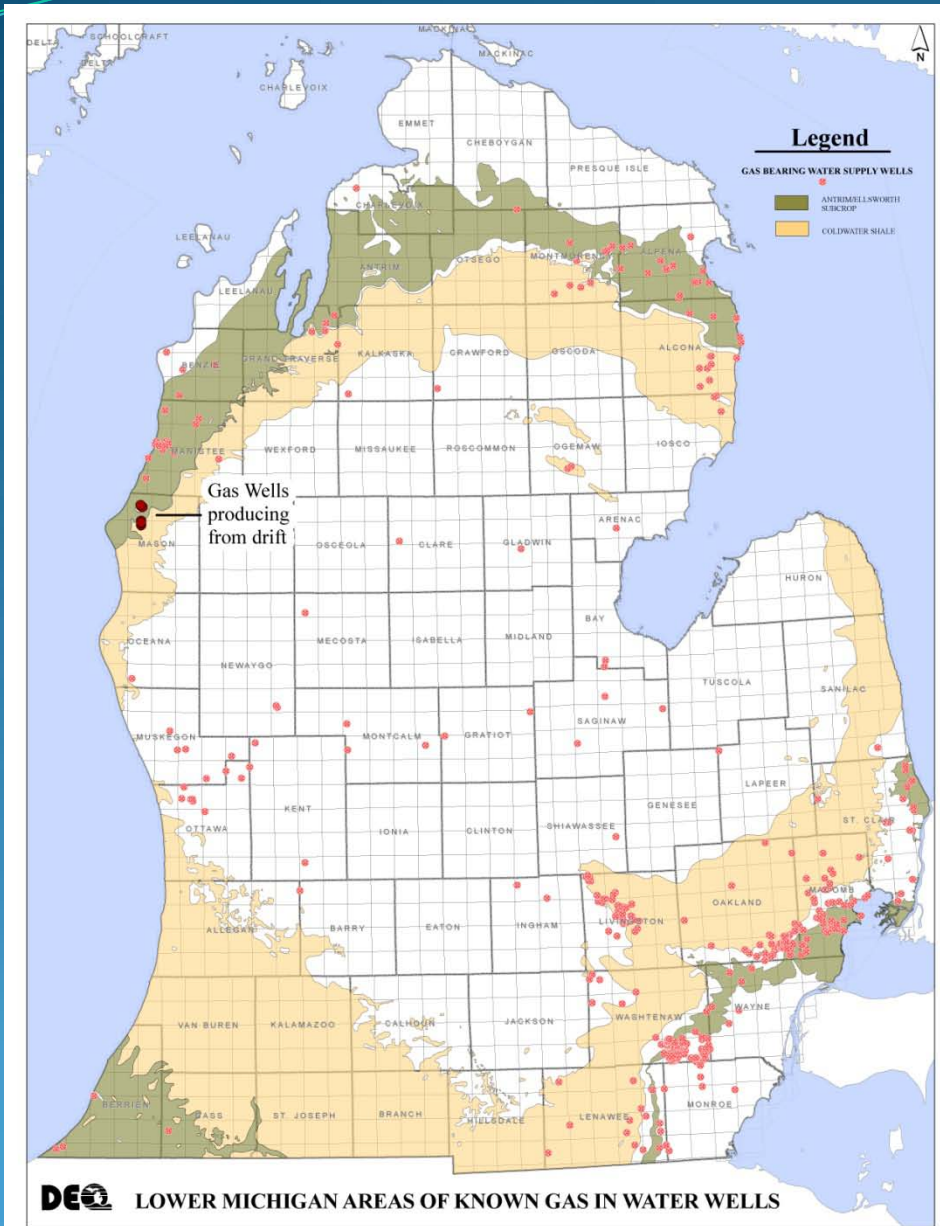 MACKINAC
DELTA
SCHOOLCRAFT
DELTA
MACKINAC
CHARLEVOIX
N
EMMET
CHEBOYGAN
PRESQUE ISLE
Legend
GAS BEARING WATER SUPPLY WELLS
ANTRIM/ELLSWORTH
SUBCROP
COLDWATER SHALE
CHARLEVOIX
LEELANAU
ANTRIM
OTSEGO
MONTMORENCY
ALPENA
LEELANAU
BENZIE
GRAND TRAVERSE
KALKASKA
CRAWFORD
OSCODA
ALCONA
MANISTEE
WEXFORD
MISSAUKEE
ROSCOMMON
OGEMAW
IOSCO
Gas Wells
producing
from drift
MASON
OSCEOLA
CLARE
GLADWIN
ARENAC
HURON
OCEANA
NEWAYGO
MECOSTA
ISABELLA
MIDLAND
BAY
TUSCOLA
SANILAC
MUSKEGON
MONTCALM
GRATIOT
SAGINAW
LAPEER
GENESEE
ST. CLAIR
OTTAWA
KENT
IONIA
CLINTON
SHIAWASSEE
ALLEGAN
BARRY
EATON
INGHAM
LIVINGSTON
OAKLAND
MACOMB
VAN BUREN
KALAMAZOO
CALHOUN
JACKSON
WASHTENAW
WAYNE
BERRIEN
CASS
ST. JOSEPH
BRANCH
HILLSDALE
LENAWEE
MONROE
DEQ LOWER MICHIGAN AREAS OF KNOWN GAS IN WATER WELLS